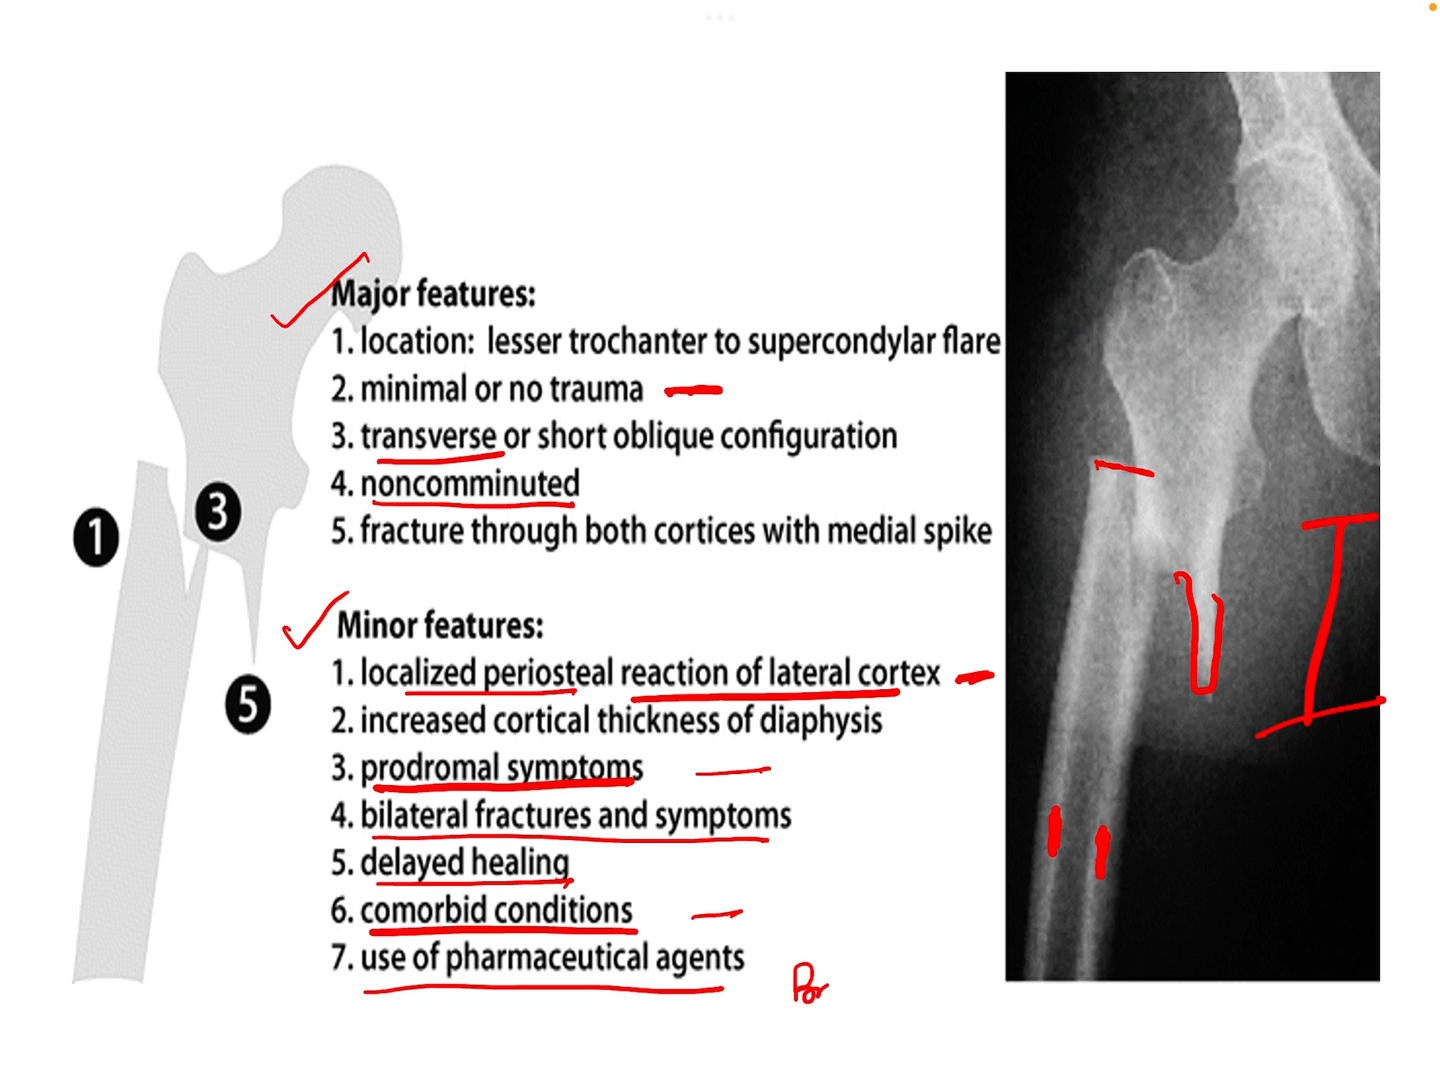 Major features:
1. location: lesser trochanter to supercondylar flare
2. minimal or no trauma
3. transverse or short oblique configuration
4. noncomminuted
5. fracture through both cortices with medial spike
1
3
5
Minor features:
1. localized periosteal reaction of lateral cortex
2. increased cortical thickness of diaphysis
3. prodromal symptoms
4. bilateral fractures and symptoms
5. delayed healing
6. comorbid conditions
7. use of pharmaceutical agents